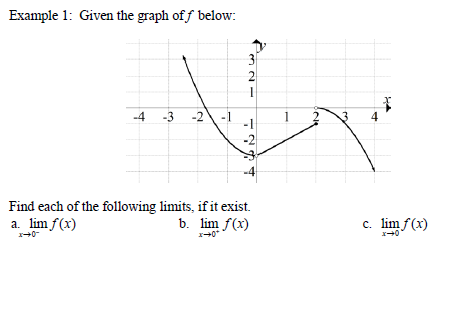 Example 1: Given the graph of f below:
y
3
2
1
x
-4 -3 -2 -1 1 2 3 4
-1
-2
-3
-4
Find each of the following limits, if it exist.
a. lim f(x) b. lim f(x) c. lim f(x)
x→0⁻ x→0⁺ x→0